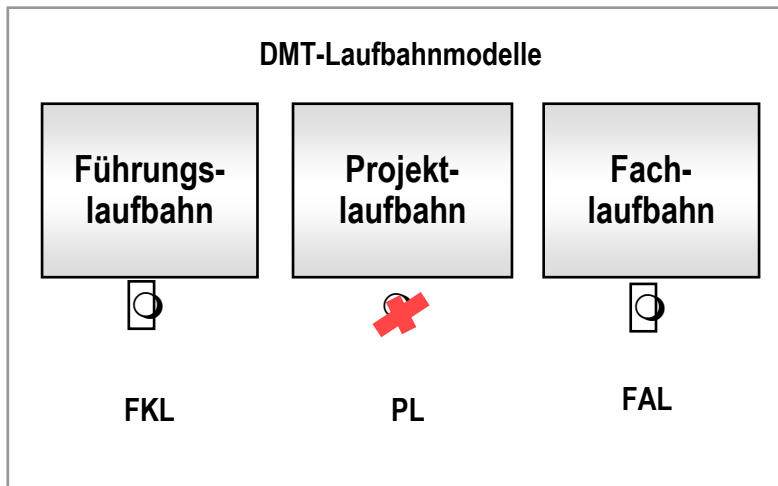 DMT-Laufbahnmodelle
Führungs-
laufbahn
Projekt-
laufbahn
Fach-
laufbahn
FKL
PL
FAL